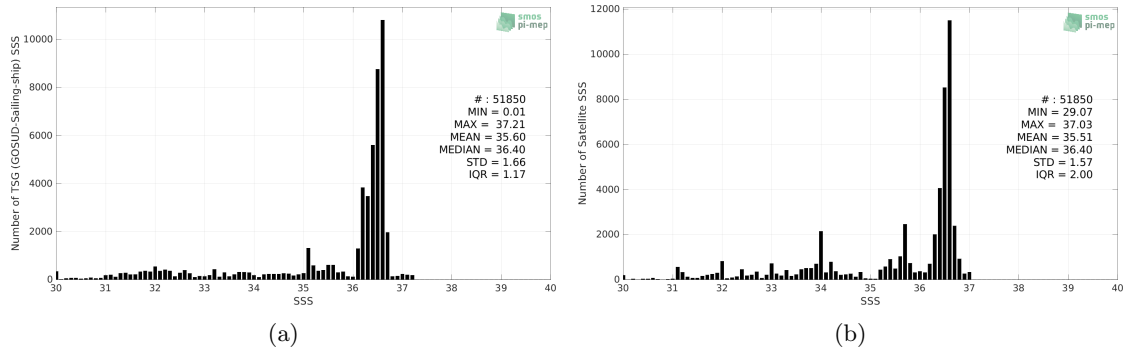 Number of TSG (GOSUD-Sailing-ship) SSS
10000
8000
6000
4000
2000
0
30 31 32 33 34 35 36 37 38 39 40
SSS
smos
pi-mep
# : 51850
MIN = 0.01
MAX = 37.21
MEAN = 35.60
MEDIAN = 36.40
STD = 1.66
IQR = 1.17
(a)
Number of Satellite SSS
12000
10000
8000
6000
4000
2000
0
30 31 32 33 34 35 36 37 38 39 40
SSS
smos
pi-mep
# : 51850
MIN = 29.07
MAX = 37.03
MEAN = 35.51
MEDIAN = 36.40
STD = 1.57
IQR = 2.00
(b)